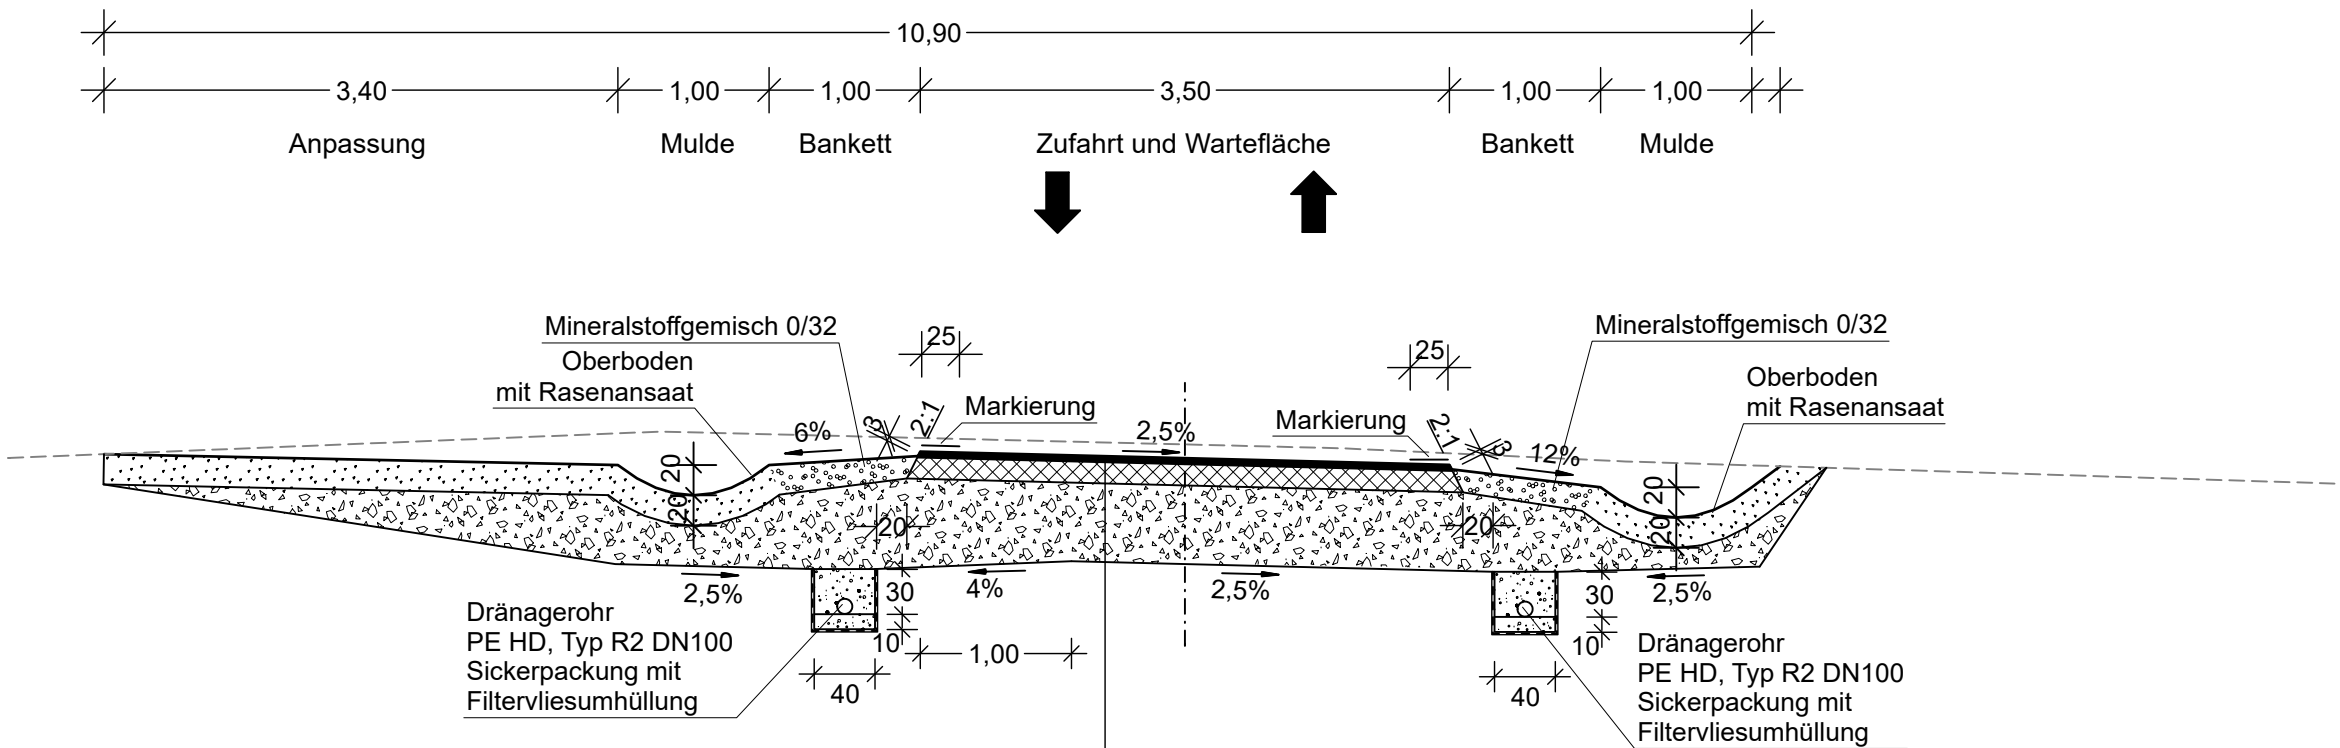 10,90
3,40 1,00 1,00 3,50 1,00 1,00
Anpassung Mulde Bankett Zufahrt und Wartefläche Bankett Mulde
Mineralstoffgemisch 0/32
Oberboden
mit Rasenansaat
25
Markierung
25
Markierung
Mineralstoffgemisch 0/32
Oberboden
mit Rasenansaat
6%
3
2:1
2,5%
2:1
3
12%
20
20
20
20
20
20
2,5%
30
10
4%
2,5%
30
10
2,5%
1,00
40
40
Dränagerohr
PE HD, Typ R2 DN100
Sickerpackung mit
Filtervliesumhüllung
Dränagerohr
PE HD, Typ R2 DN100
Sickerpackung mit
Filtervliesumhüllung